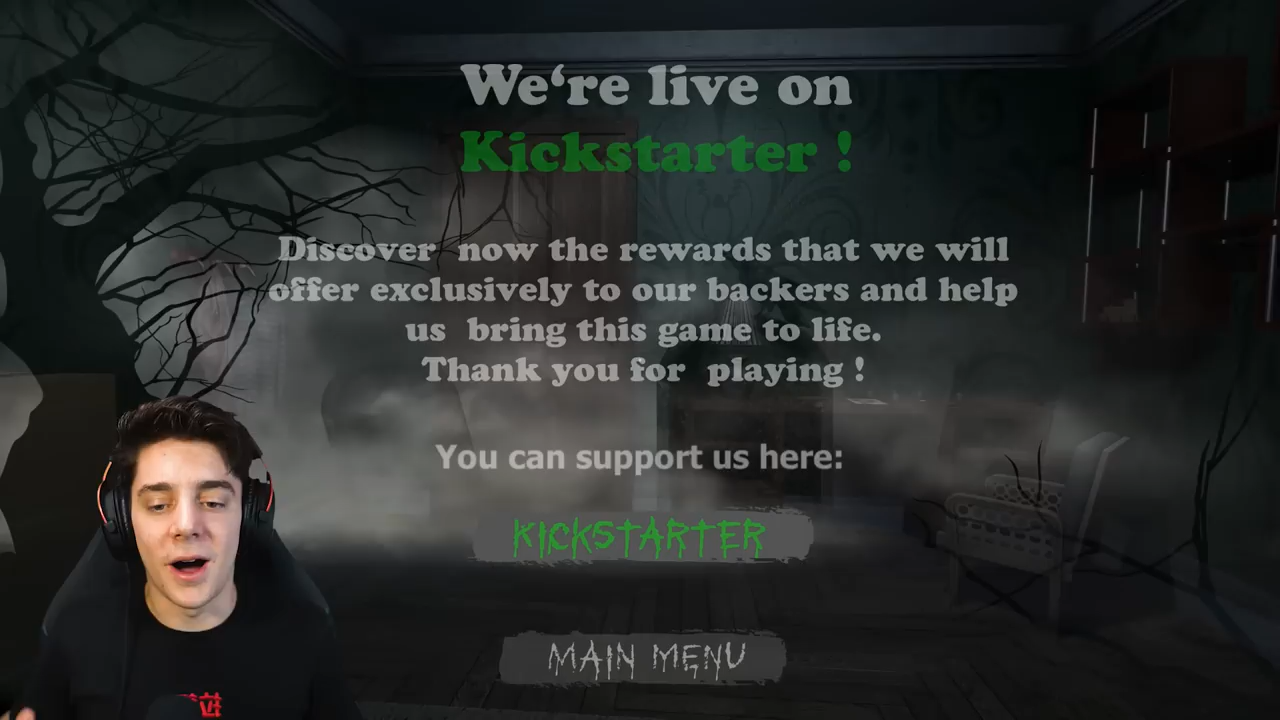 We‘re live on
Kickstarter !
Discover now the rewards that we will
offer exclusively to our backers and help
us bring this game to life.
Thank you for playing !
You can support us here:
KICKSTARTER
MAIN MENU